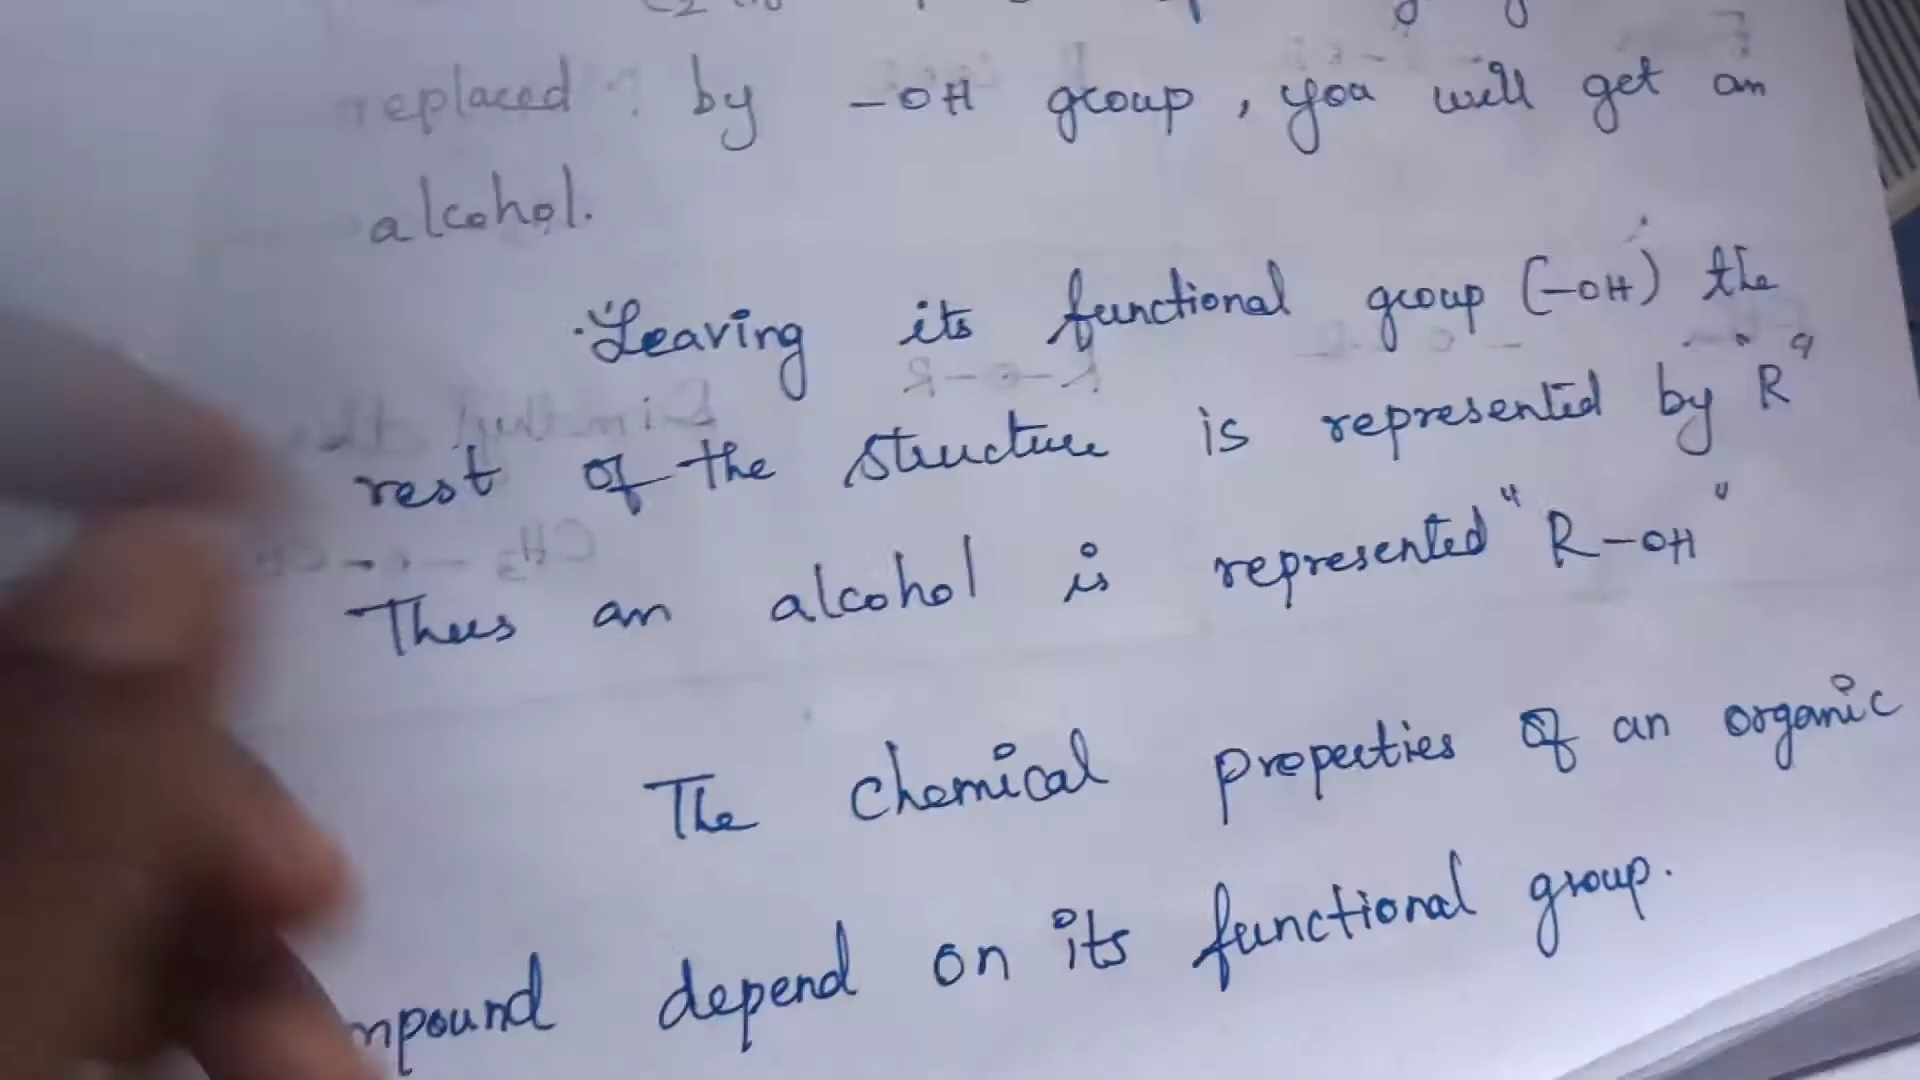 replaced by -OH group, you will get an
alcohol.
Leaving its functional group (-OH) the
rest of the structure is represented by "R"
Thus an alcohol is represented "R-OH"
The chemical properties of an organic
mpound depend on its functional group.